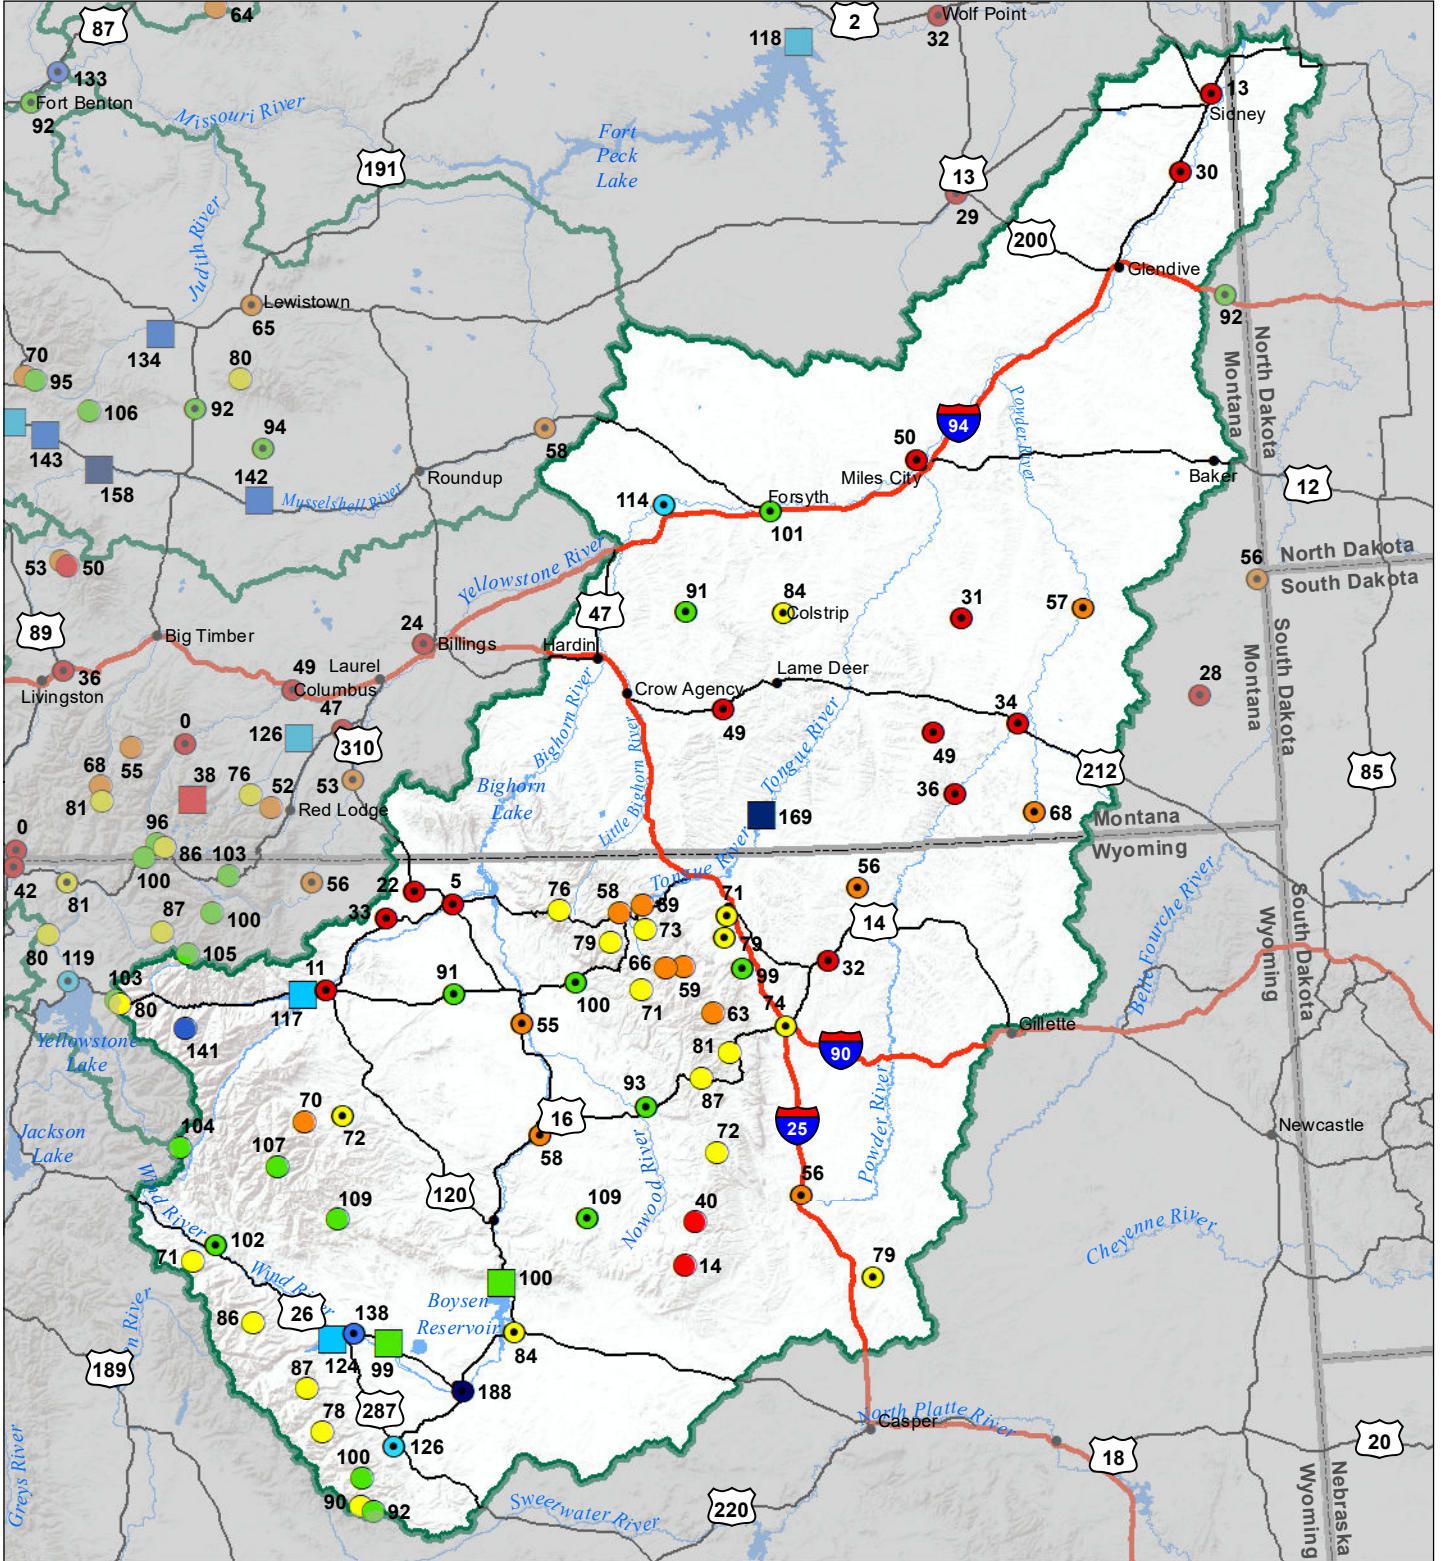 64
87
2
Wolf Point
32
118
133
Fort Benton
92
Missouri River
191
Fort
Peck
Lake
13
Sidney
30
13
29
200
Glendive
92
Judith River
Lewistown
65
134
70
95
80
106
92
94
143
158
142
Musselshell River
Roundup
58
North Dakota
Montana
94
Powder River
50
Miles City
Baker
12
114
Forsyth
101
53
50
Yellowstone River
56
North Dakota
South Dakota
89
Big Timber
24
Billings
47
Hardin
91
84
Colstrip
31
57
36
Livingston
49
Columbus
Laurel
47
310
Crow Agency
Lame Deer
49
34
49
28
Montana
South Dakota
0
126
55
68
81
38
76
52
53
Red Lodge
Bighorn River
Bighorn
Lake
Little Bighorn River
Tongue River
169
36
68
212
85
Montana
Wyoming
0
42
96
86
100
103
81
56
87
100
105
80
119
22
33
5
76
58
69
Tongue River
71
56
14
79
73
79
66
59
71
99
32
Belle Fourche River
Wyoming
South Dakota
103
80
11
117
91
100
55
63
74
Gillette
141
Yellowstone
Lake
81
90
87
93
16
25
Powder River
70
72
107
58
72
Newcastle
104
Jackson
Lake
Wind River
120
109
109
Nowood River
40
14
56
Cheyenne River
102
71
79
Wind River
100
Boysen
Reservoir
86
26
138
124
99
84
189
87
188
287
78
126
North Platte River
Casper
18
20
100
90
92
Sweetwater River
220
Greys River
Wyoming
Nebraska